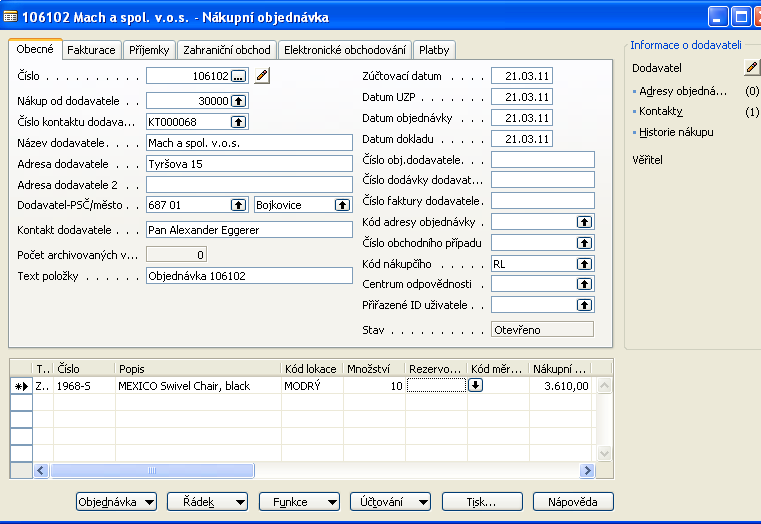 106102 Mach a spol. v.o.s. - Nákupní objednávka
Obecné Fakturace Příjemky Zahraniční obchod Elektronické obchodování Platby
Číslo . . . . . . . . . . 106102 ...
Nákup od dodavatele . . 30000
Číslo kontaktu dodava... KT000068
Název dodavatele. . . . Mach a spol. v.o.s.
Adresa dodavatele . . . Tyršova 15
Adresa dodavatele 2 . .
Dodavatel-PSČ/město . . 687 01 Bojkovice
Kontakt dodavatele . . . Pan Alexander Eggerer
Počet archivovaných v... 0
Text položky . . . . . . Objednávka 106102
Zúčtovací datum . . . . 21.03.11
Datum UZP . . . . . . 21.03.11
Datum objednávky . . . 21.03.11
Datum dokladu . . . . 21.03.11
Číslo obj.dodavatele. . .
Číslo dodávky dodavat...
Číslo faktury dodavatele.
Kód adresy objednávky .
Číslo obchodního případu
Kód nákupčího . . . . . RL
Centrum odpovědnosti . .
Přiřazené ID uživatele . .
Stav . . . . . . . . . . Otevřeno
Informace o dodavateli
Dodavatel
Adresy objedná... (0)
Kontakty (1)
Historie nákupu
Věřitel
T... Číslo Popis Kód lokace Množství Rezervo... Kód měr... Nákupní ...
Z.. 1968-S MEXICO Swivel Chair, black MODRÝ 10 3.610,00
Objednávka Řádek Funkce Účtování Tisk... Nápověda